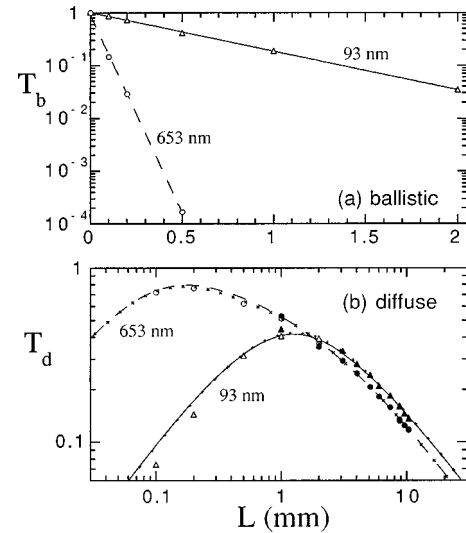 1
10⁻¹
10⁻²
10⁻³
10⁻⁴
T_b
93 nm
653 nm
(a) ballistic
0 0.5 1 1.5 2
1
0.1
T_d
(b) diffuse
653 nm
93 nm
0.1 1 10
L (mm)